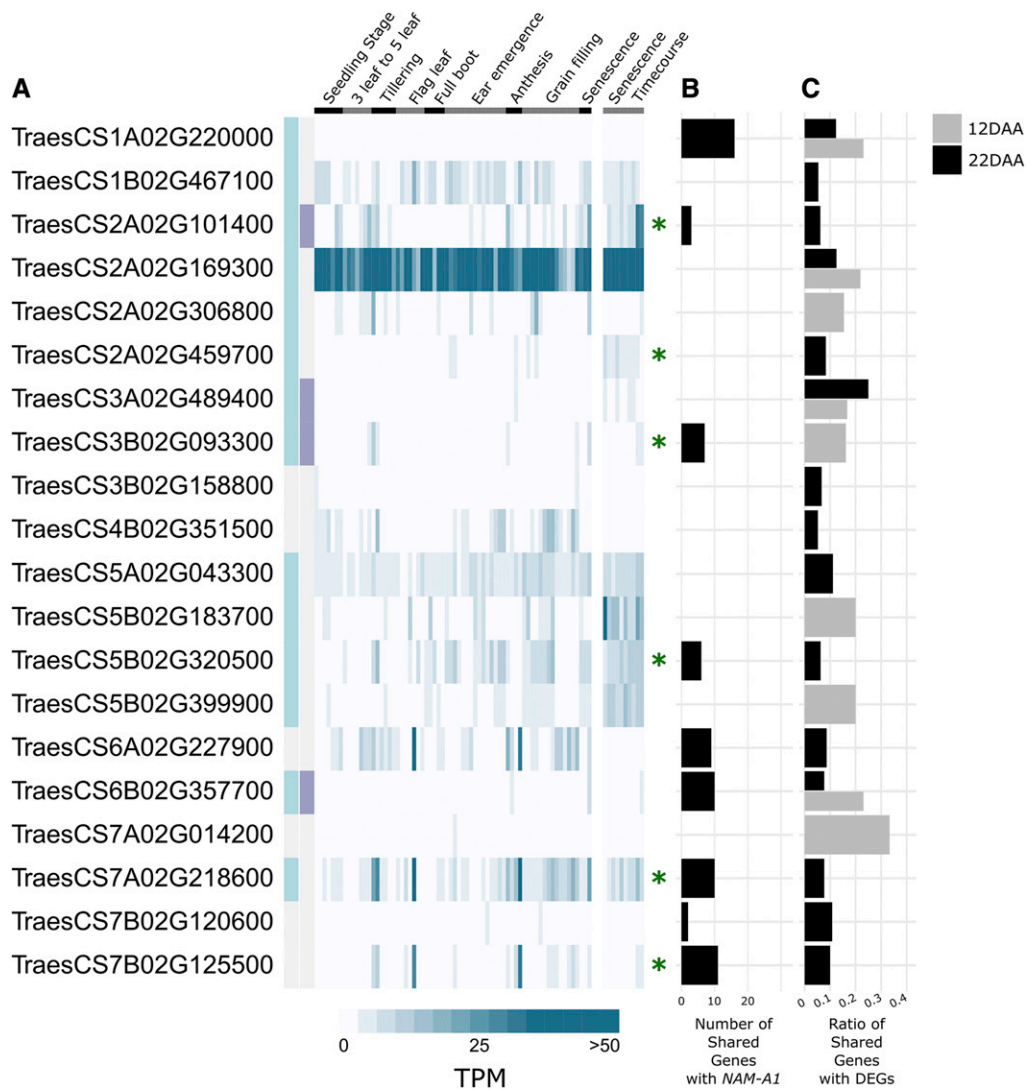 Seedling Stage
3 leaf to 5 leaf
Tillering
Flag leaf
Full boot
Ear emergence
Anthesis
Grain filling
Senescence
Senescence
Timecourse
A
B
C
12DAA
22DAA
TraesCS1A02G220000
TraesCS1B02G467100
TraesCS2A02G101400 *
TraesCS2A02G169300
TraesCS2A02G306800
TraesCS2A02G459700 *
TraesCS3A02G489400
TraesCS3B02G093300 *
TraesCS3B02G158800
TraesCS4B02G351500
TraesCS5A02G043300
TraesCS5B02G183700
TraesCS5B02G320500 *
TraesCS5B02G399900
TraesCS6A02G227900
TraesCS6B02G357700
TraesCS7A02G014200
TraesCS7A02G218600 *
TraesCS7B02G120600
TraesCS7B02G125500 *
0 25 >50
TPM
0 10 20
Number of
Shared
Genes
with NAM-A1
0 0.1 0.2 0.3 0.4
Ratio of
Shared
Genes
with DEGs